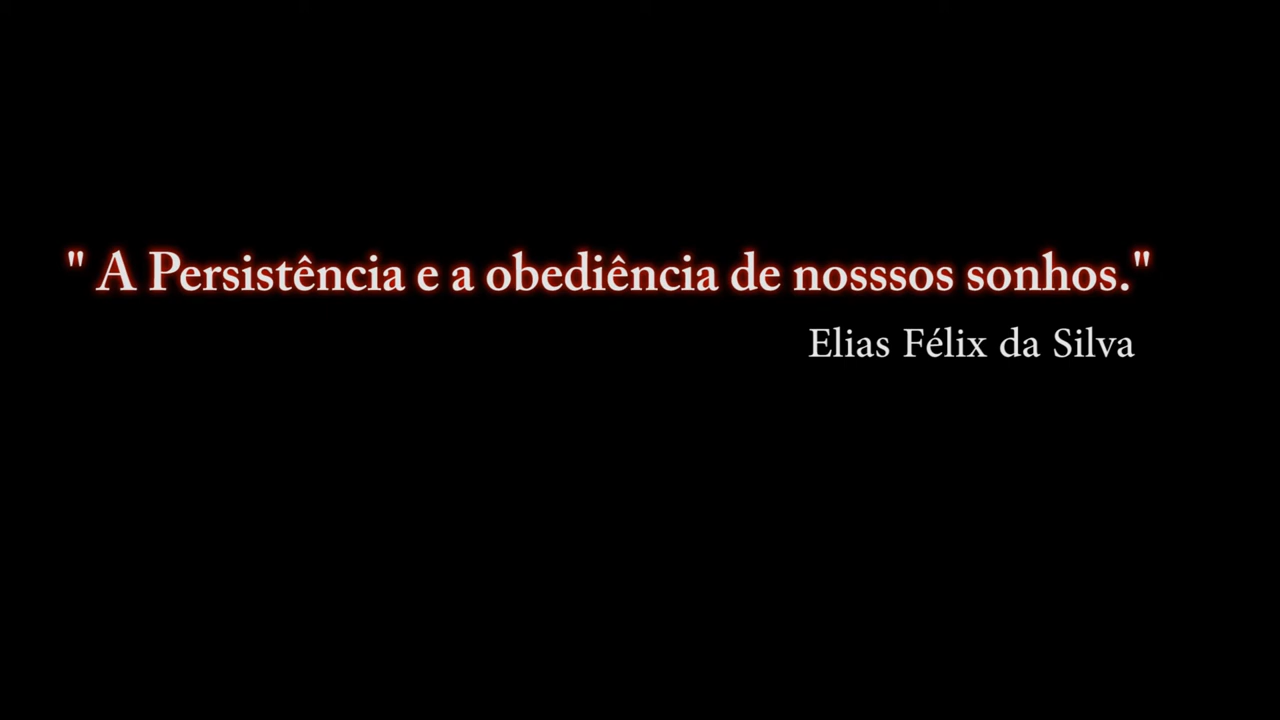 " A Persistência e a obediência de nosssos sonhos."
Elias Félix da Silva